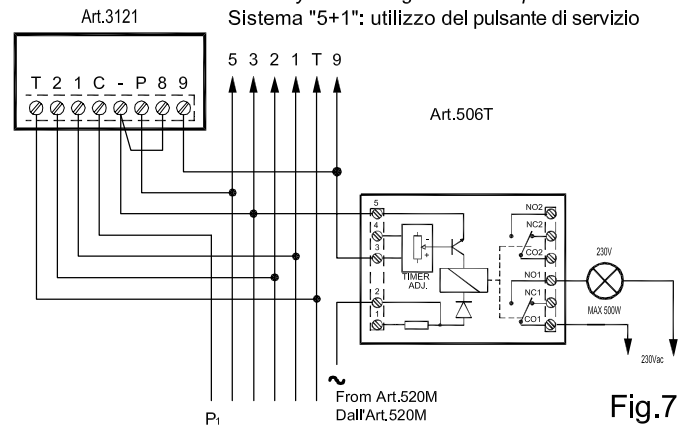 Art.3121
Sistema "5+1": utilizzo del pulsante di servizio
5 3 2 1 T 9
T 2 1 C - P 8 9
Art.506T
5
4
3
2
1
- 
+
TIMER
ADJ.
NO2
NC2
CO2
NO1
NC1
CO1
230V
MAX 500W
230Vac
~
From Art.520M
Dall'Art.520M
P1
Fig.7